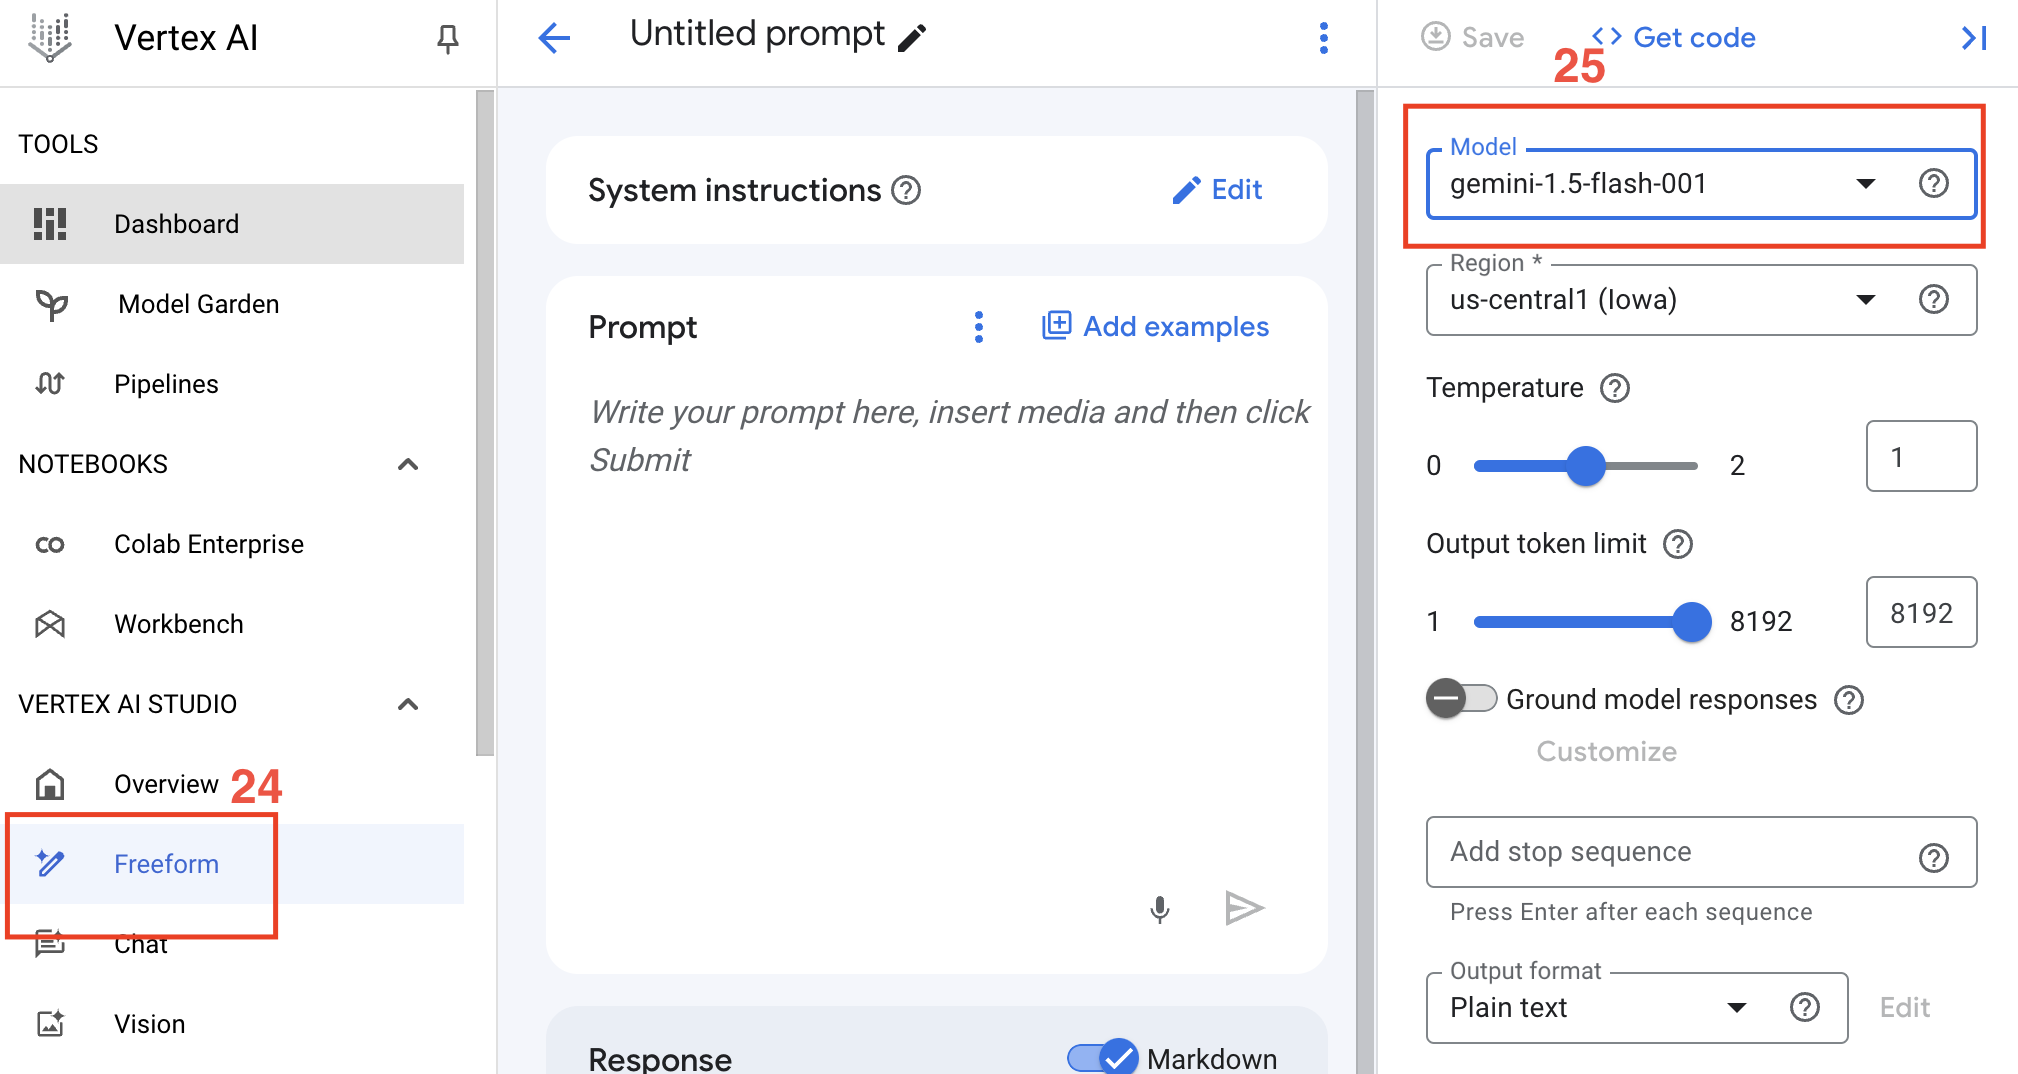 Vertex AI
TOOLS
Dashboard
Model Garden
Pipelines
NOTEBOOKS
Colab Enterprise
Workbench
VERTEX AI STUDIO
Overview
24
Freeform
Chat
Vision
Untitled prompt
System instructions
Edit
Prompt
Add examples
Write your prompt here, insert media and then click
Submit
Response
Markdown
Save
Get code
25
Model
gemini-1.5-flash-001
Region *
us-central1 (Iowa)
Temperature
0
2
1
Output token limit
1
8192
8192
Ground model responses
Customize
Add stop sequence
Press Enter after each sequence
Output format
Plain text
Edit